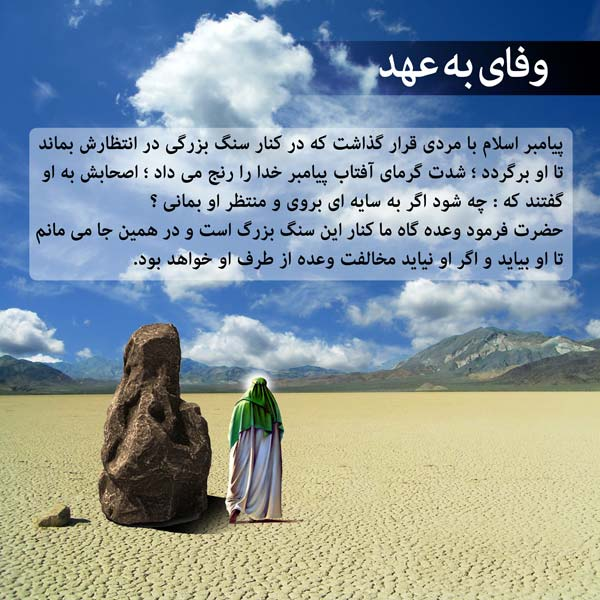 وفای به عهد
پیامبر اسلام با مردی قرار گذاشت که در کنار سنگ بزرگی در انتظارش بماند
تا او برگردد ؛ شدت گرمای آفتاب پیامبر خدا را رنج می داد ؛ اصحابش به او
گفتند که : چه شود اگر به سایه ای بروی و منتظر او بمانی ؟
حضرت فرمود وعده گاه ما کنار این سنگ بزرگ است و در همین جا می مانم
تا او بیاید و اگر او نیاید مخالفت وعده از طرف او خواهد بود.